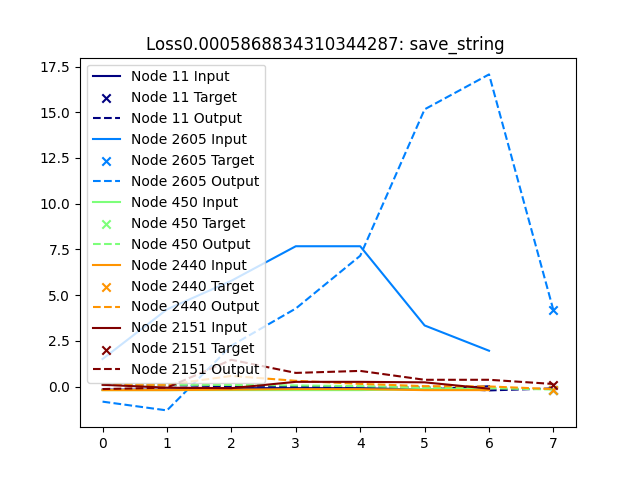 Loss0.0005868834310344287: save_string
17.5
15.0
12.5
10.0
7.5
5.0
2.5
0.0
Node 11 Input
Node 11 Target
Node 11 Output
Node 2605 Input
Node 2605 Target
Node 2605 Output
Node 450 Input
Node 450 Target
Node 450 Output
Node 2440 Input
Node 2440 Target
Node 2440 Output
Node 2151 Input
Node 2151 Target
Node 2151 Output
0 1 2 3 4 5 6 7